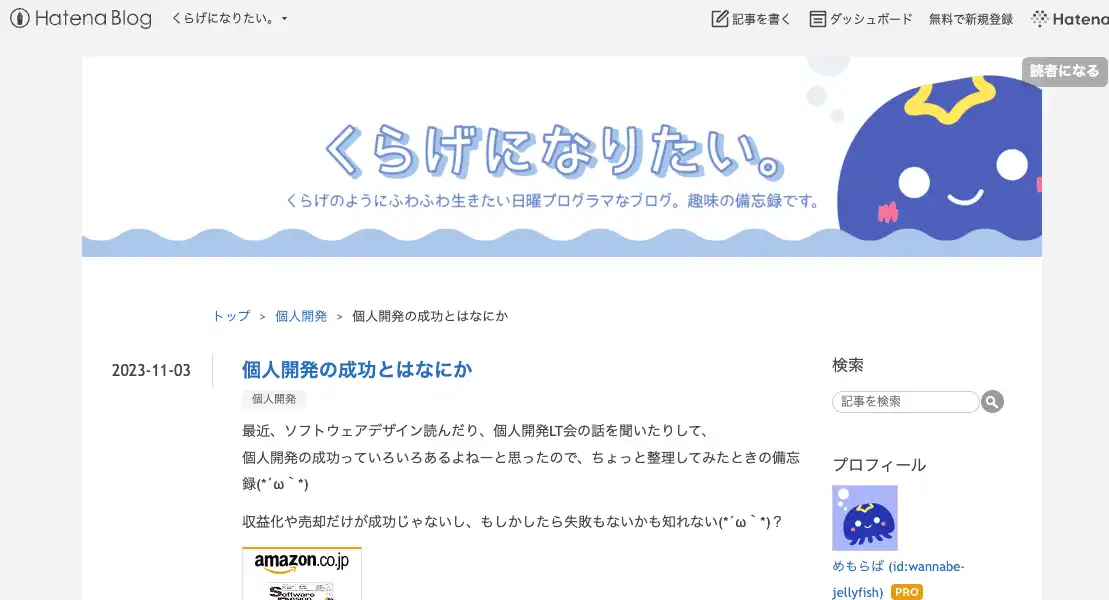 Hatena Blog くらげになりたい。
記事を書く ダッシュボード 無料で新規登録 Hatena
読者になる
くらげになりたい。
くらげのようにふわふわ生きたい日曜プログラマなブログ。趣味の備忘録です。
トップ > 個人開発 > 個人開発の成功とはなにか
2023-11-03
個人開発の成功とはなにか
個人開発
最近、ソフトウェアデザイン読んだり、個人開発LT会の話を聞いたりして、
個人開発の成功っていろいろあるよねーと思ったので、ちょっと整理してみたときの備忘
録(*´ω｀*)
収益化や売却だけが成功じゃないし、もしかしたら失敗もないかも知れない(*´ω｀*)？
amazon.co.jp
Software
検索
記事を検索
プロフィール
めもらば (id:wannabe-
jellyfish) PRO